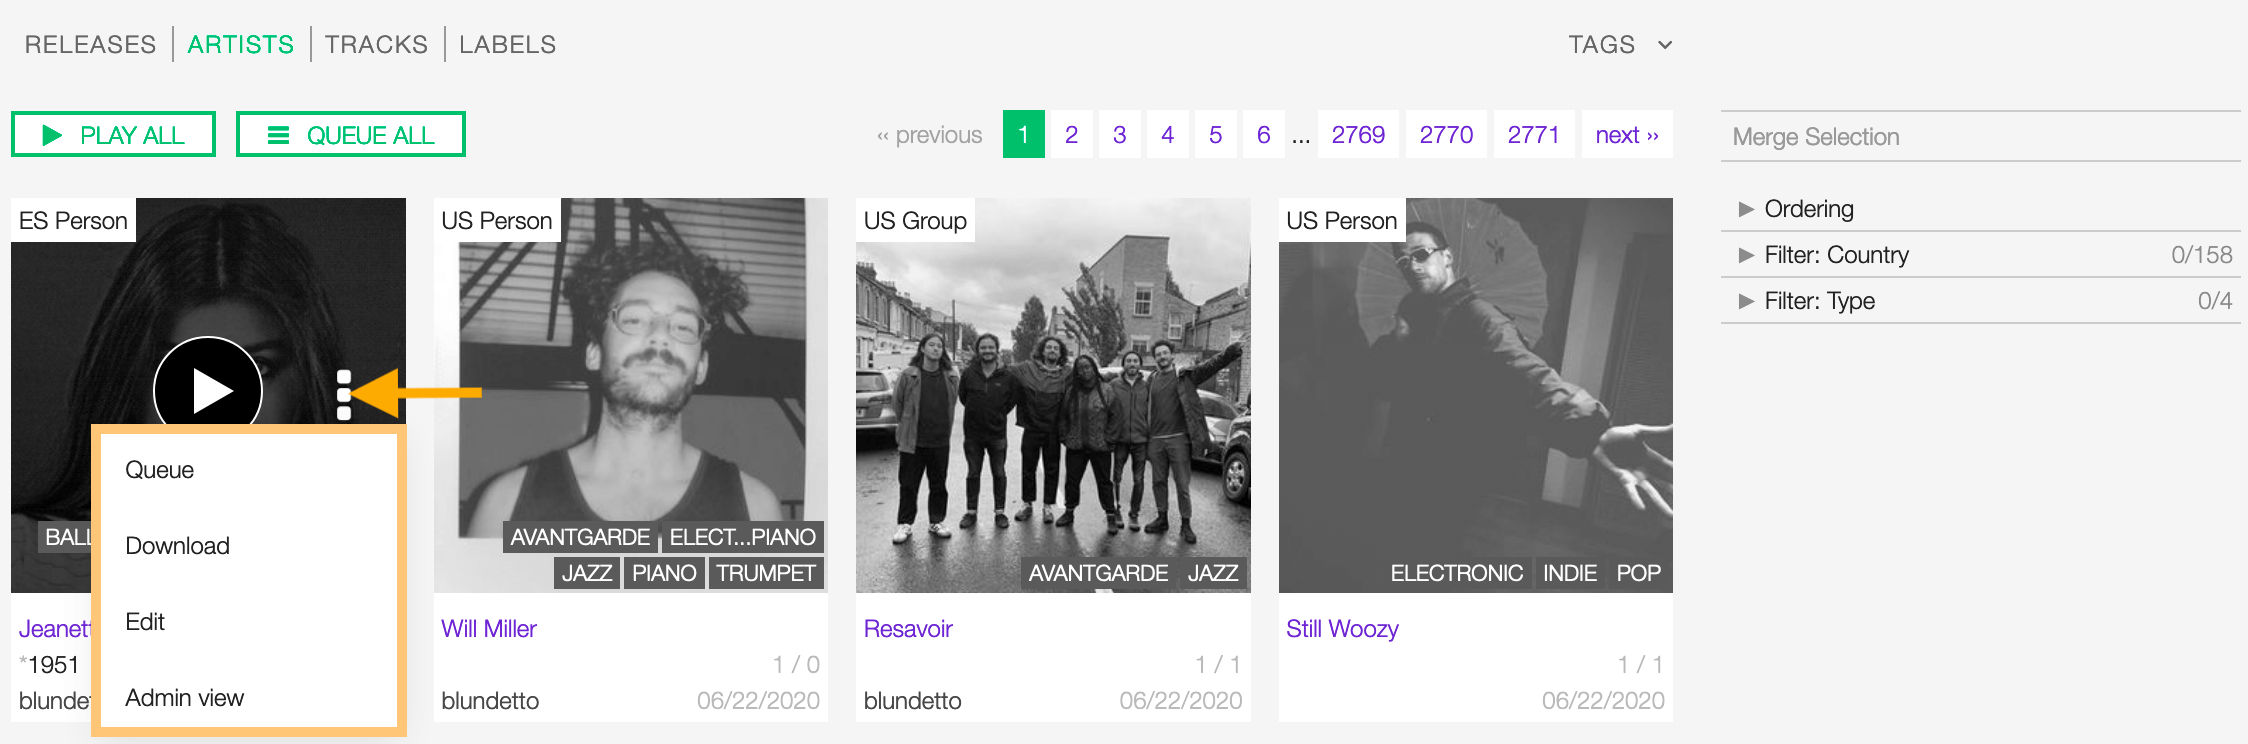 RELEASES ARTISTS TRACKS LABELS TAGS
PLAY ALL QUEUE ALL ‹‹ previous 1 2 3 4 5 6 ... 2769 2770 2771 next ››
Merge Selection
Ordering
Filter: Country 0/158
Filter: Type 0/4
ES Person
Queue
Download
Edit
Admin view
BALL
Jeanett
*1951
blundet
US Person
AVANTGARDE ELECT...PIANO
JAZZ PIANO TRUMPET
Will Miller
1 / 0
blundetto 06/22/2020
US Group
AVANTGARDE JAZZ
Resavoir
1 / 1
blundetto 06/22/2020
US Person
ELECTRONIC INDIE POP
Still Woozy
1 / 1
06/22/2020